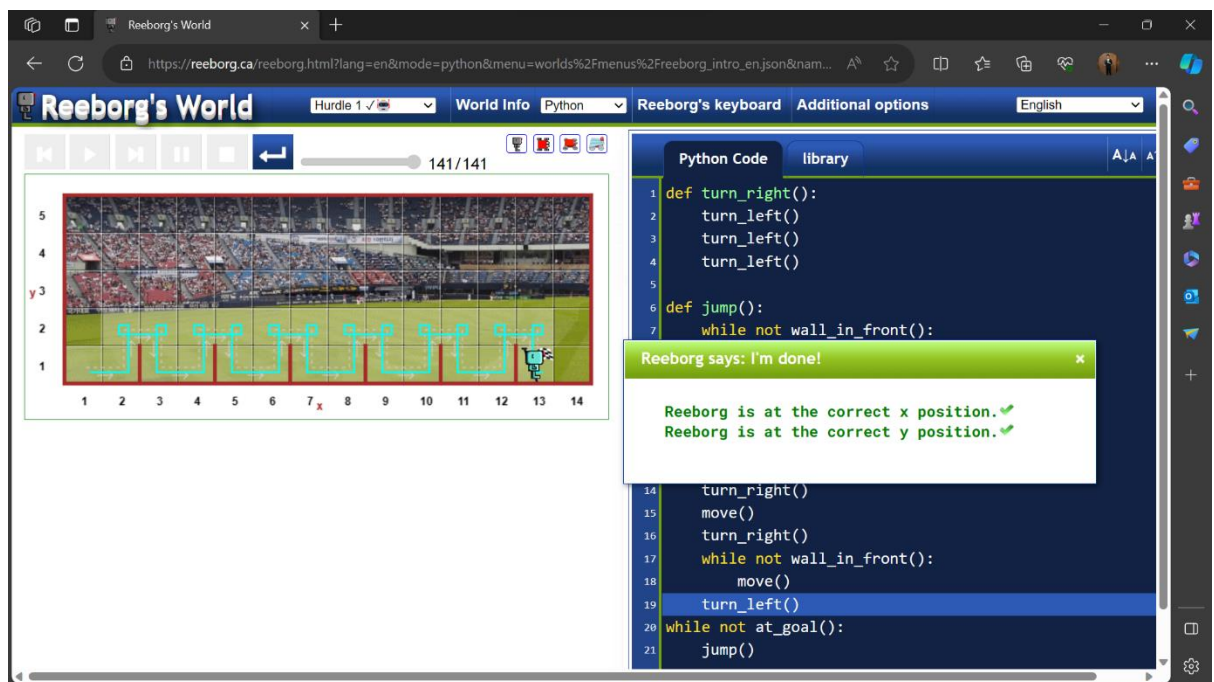 Reeborg's World
https://reeborg.ca/reeborg.html?lang=en&mode=python&menu=worlds%2Fmenus%2Freeborg_intro_en.json&nam...
Reeborg's World
Hurdle 1 ✓
World Info
Python
Reeborg's keyboard
Additional options
English
141/141
Python Code
library
5
4
y 3
2
1
1 2 3 4 5 6 7 x 8 9 10 11 12 13 14
1 def turn_right():
2 turn_left()
3 turn_left()
4 turn_left()
5
6 def jump():
7 while not wall_in_front():
Reeborg says: I'm done!
×
Reeborg is at the correct x position.
Reeborg is at the correct y position.
14 turn_right()
15 move()
16 turn_right()
17 while not wall_in_front():
18 move()
19 turn_left()
20 while not at_goal():
21 jump()